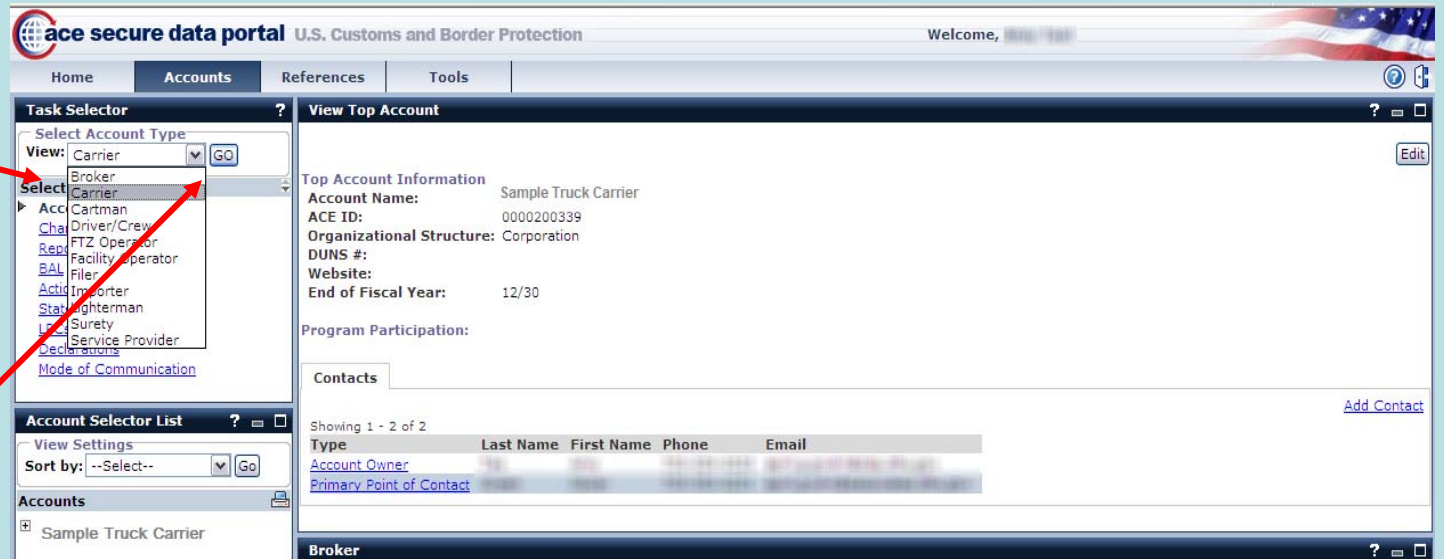 ace secure data portal U.S. Customs and Border Protection Welcome,
Home Accounts References Tools
Task Selector ?
Select Account Type
View: Carrier GO
Broker
Carrier
Cartman
Driver/Crew
FTZ Operator
Facility Operator
Filer
Importer
Lighterman
Surety
Service Provider
Select
Declarations
Mode of Communication
Account Selector List ?
View Settings
Sort by: --Select-- Go
Accounts
Sample Truck Carrier
View Top Account ?
Edit
Top Account Information
Account Name: Sample Truck Carrier
ACE ID: 0000200339
Organizational Structure: Corporation
DUNS #:
Website:
End of Fiscal Year: 12/30
Program Participation:
Contacts
Add Contact
Showing 1 - 2 of 2
Type Last Name First Name Phone Email
Account Owner
Primary Point of Contact
Broker ?